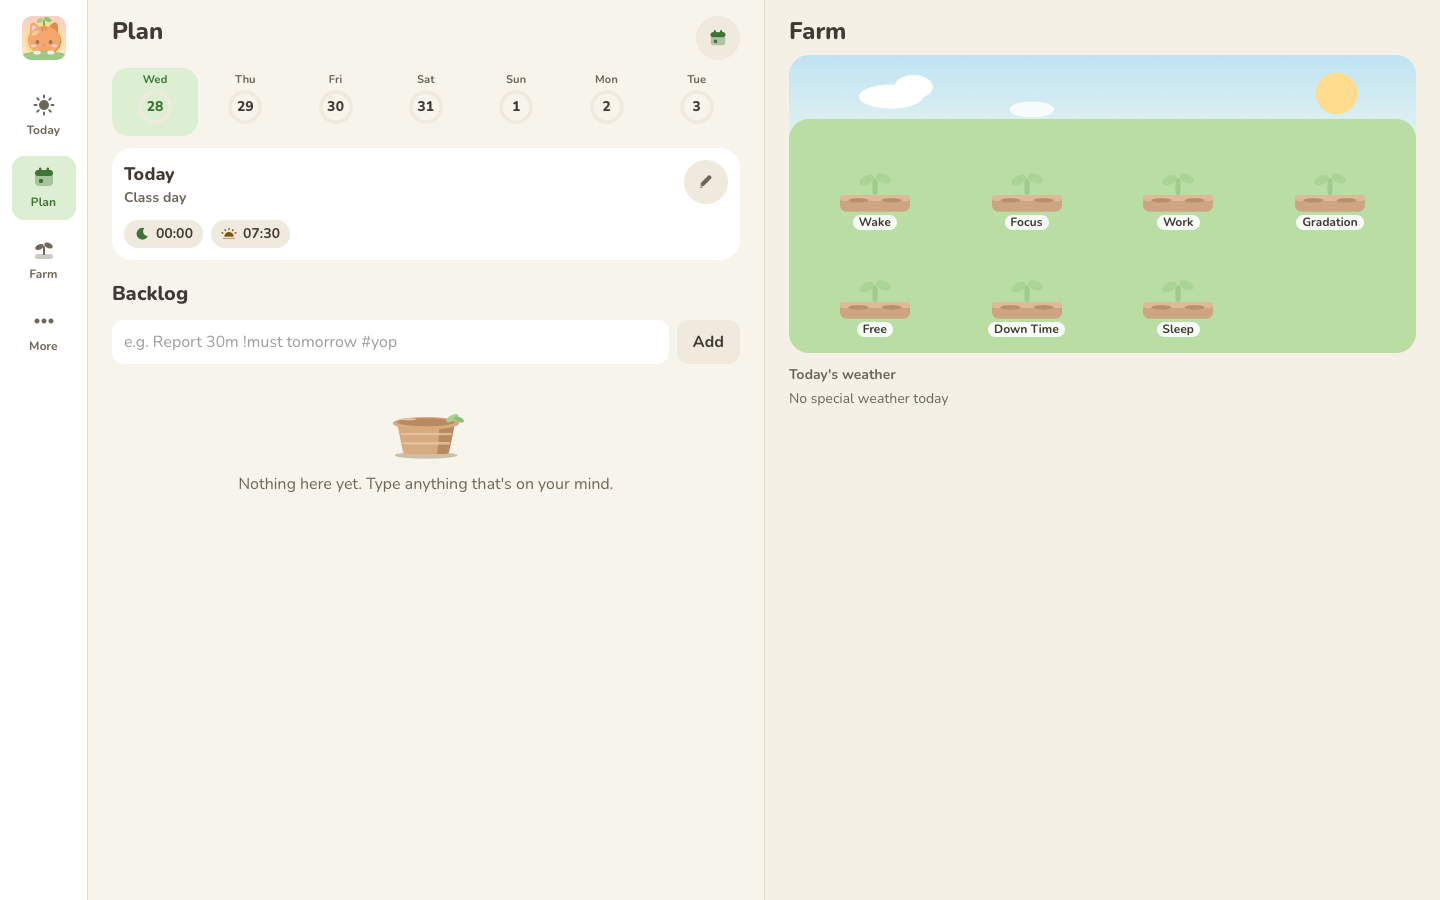 Today
Plan
Farm
More
Plan
Wed
Thu
Fri
Sat
Sun
Mon
Tue
28
29
30
31
1
2
3
Today
Class day
00:00
07:30
Backlog
e.g. Report 30m !must tomorrow #yop
Add
Nothing here yet. Type anything that's on your mind.
Farm
Wake
Focus
Work
Gradation
Free
Down Time
Sleep
Today's weather
No special weather today